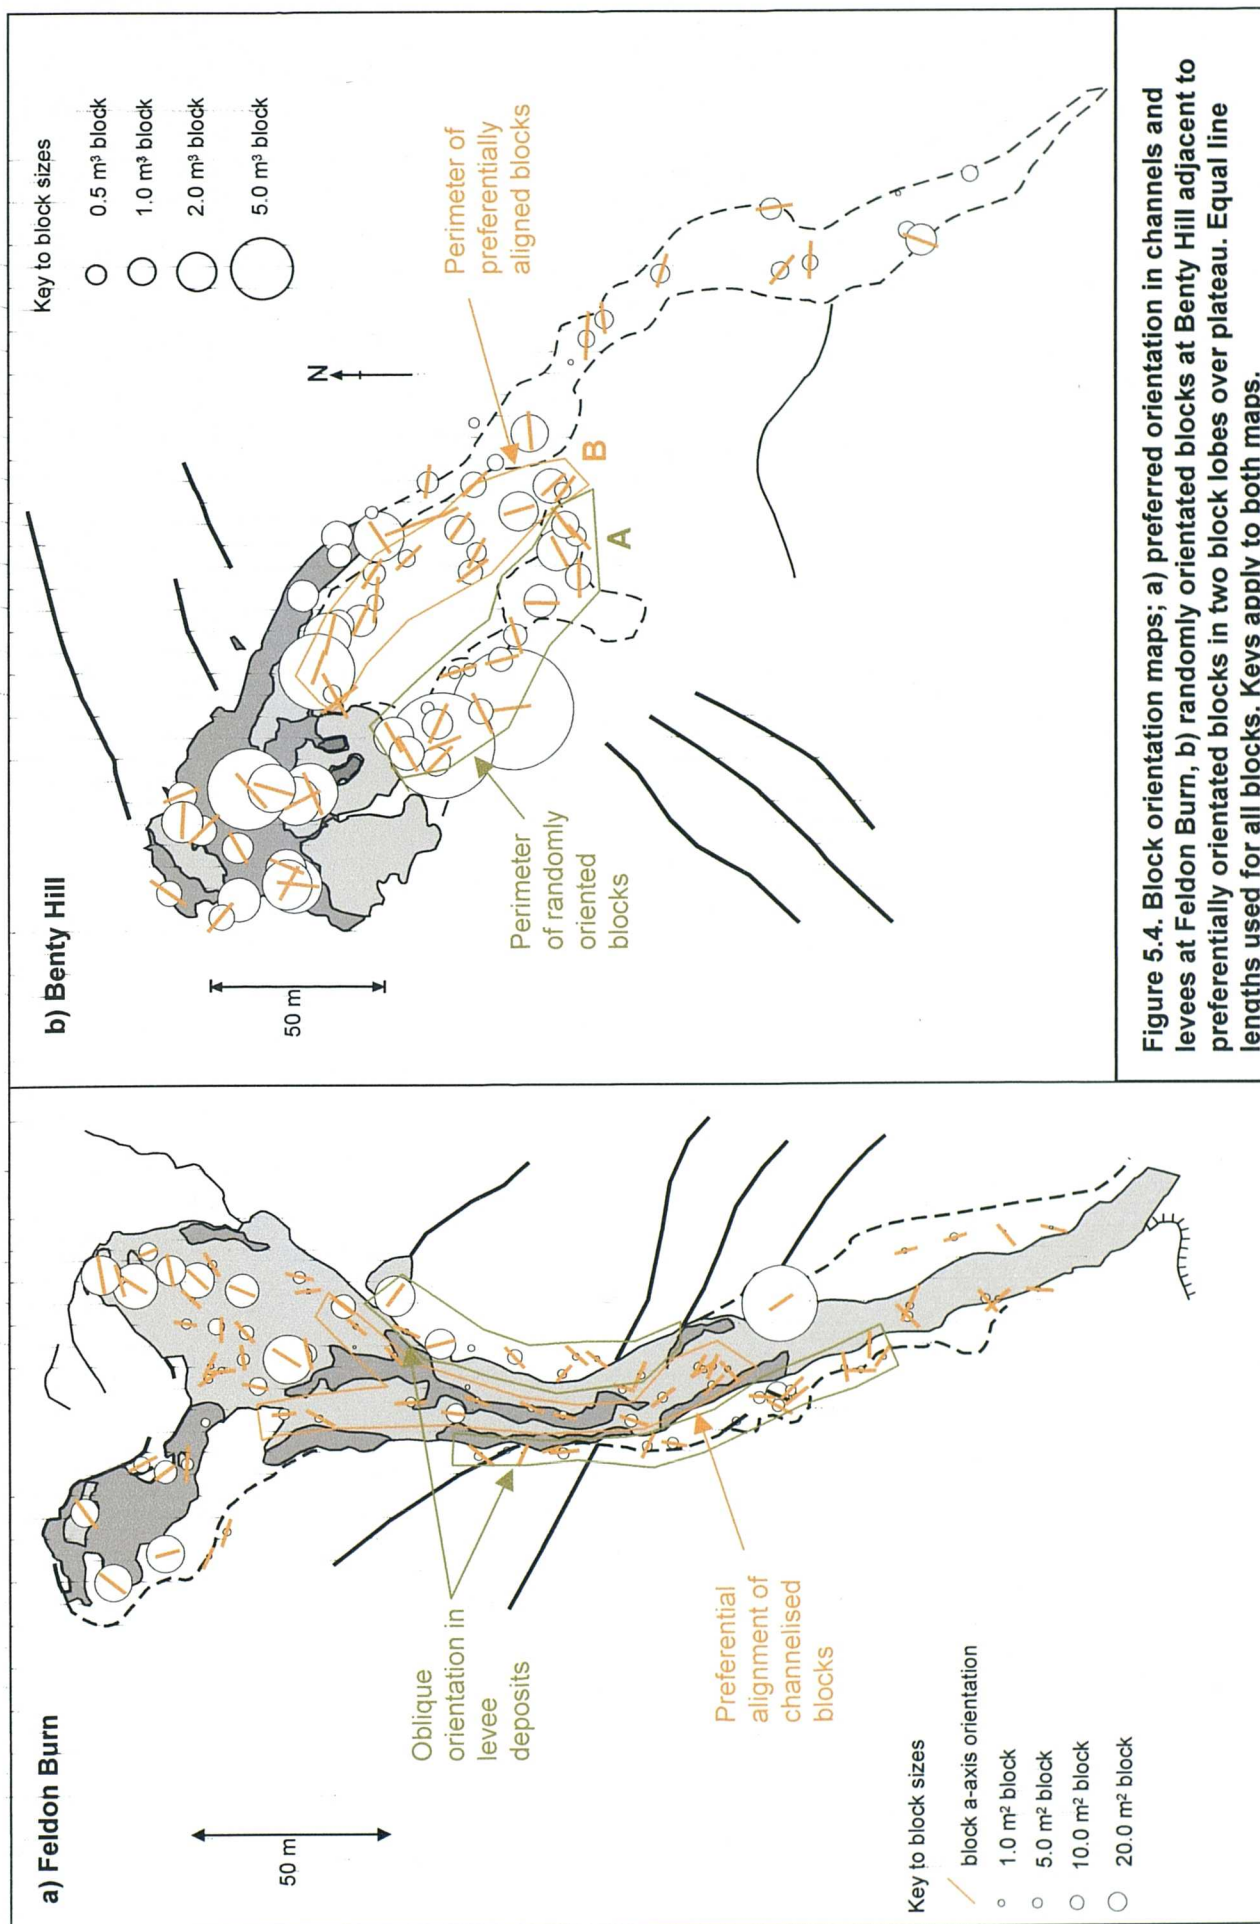 a) Feldon Burn
50 m
Oblique
orientation in
levee
deposits
Preferential
alignment of
channelised
blocks
Key to block sizes
block a-axis orientation
1.0 m² block
5.0 m² block
10.0 m² block
20.0 m² block
b) Benty Hill
50 m
Key to block sizes
0.5 m³ block
1.0 m³ block
2.0 m³ block
5.0 m³ block
N
Perimeter of
preferentially
aligned blocks
B
A
Perimeter
of randomly
oriented
blocks
Figure 5.4. Block orientation maps; a) preferred orientation in channels and
levees at Feldon Burn, b) randomly orientated blocks at Benty Hill adjacent to
preferentially orientated blocks in two block lobes over plateau. Equal line
lengths used for all blocks. Keys apply to both maps.